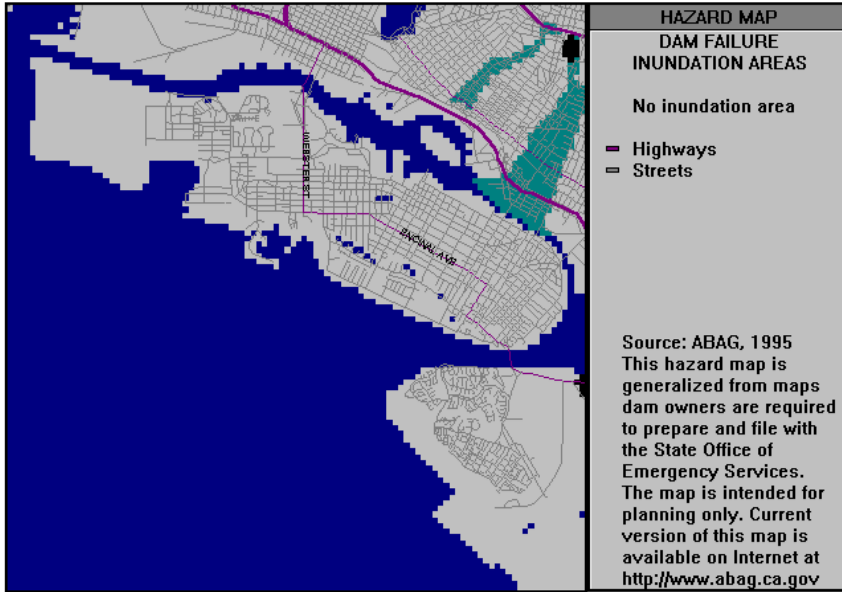 HAZARD MAP
DAM FAILURE
INUNDATION AREAS
No inundation area
Highways
Streets
WEBSTER ST
Source: ABAG, 1995
This hazard map is
generalized from maps
dam owners are required
to prepare and file with
the State Office of
Emergency Services.
The map is intended for
planning only. Current
version of this map is
available on Internet at
http://www.abag.ca.gov